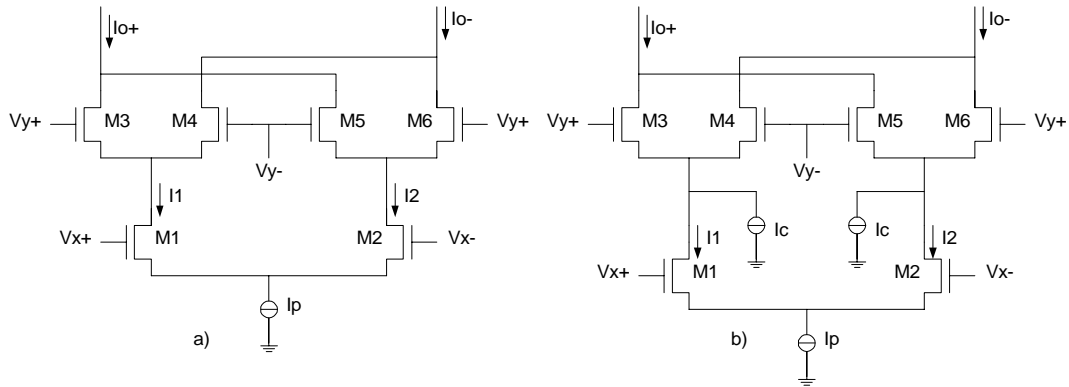 Io+ Io- Io+ Io-
Vy+ M3 M4 M5 M6 Vy+ Vy+ M3 M4 M5 M6 Vy+
Vy- Vy-
I1 I2
Vx+ M1 M2 Vx- Ic Ic
I1 I2
Vx+ M1 M2 Vx-
Ip
a) b) Ip